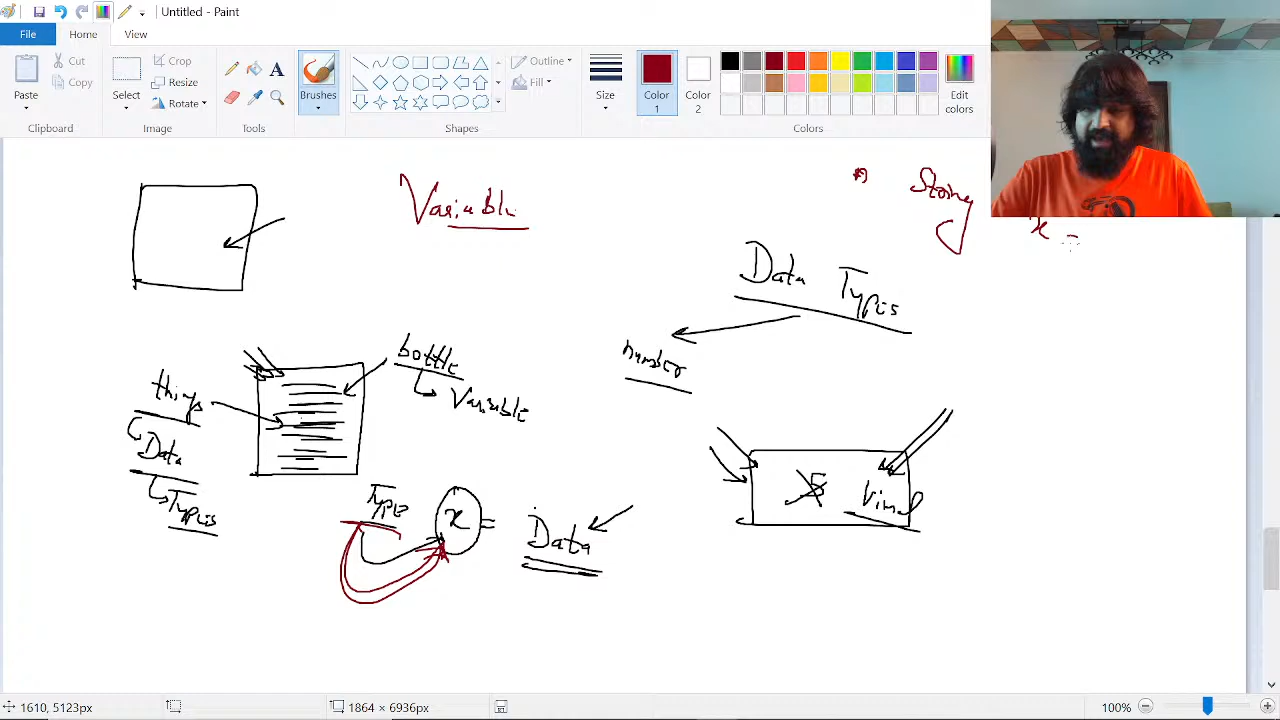 Untitled - Paint
File
Home
View
Paste
Cut
Copy
Clipboard
Select
Crop
Rotate
Image
Tools
Brushes
Outline
Fill
Shapes
Size
Color
1
Color
2
Edit
colors
Colors
Variable
String
x =
Data Types
number
bottle
Variable
things
Data
Types
Type
x = Data
5 Vimal
1610, 5123px
1864 × 6936px
100%